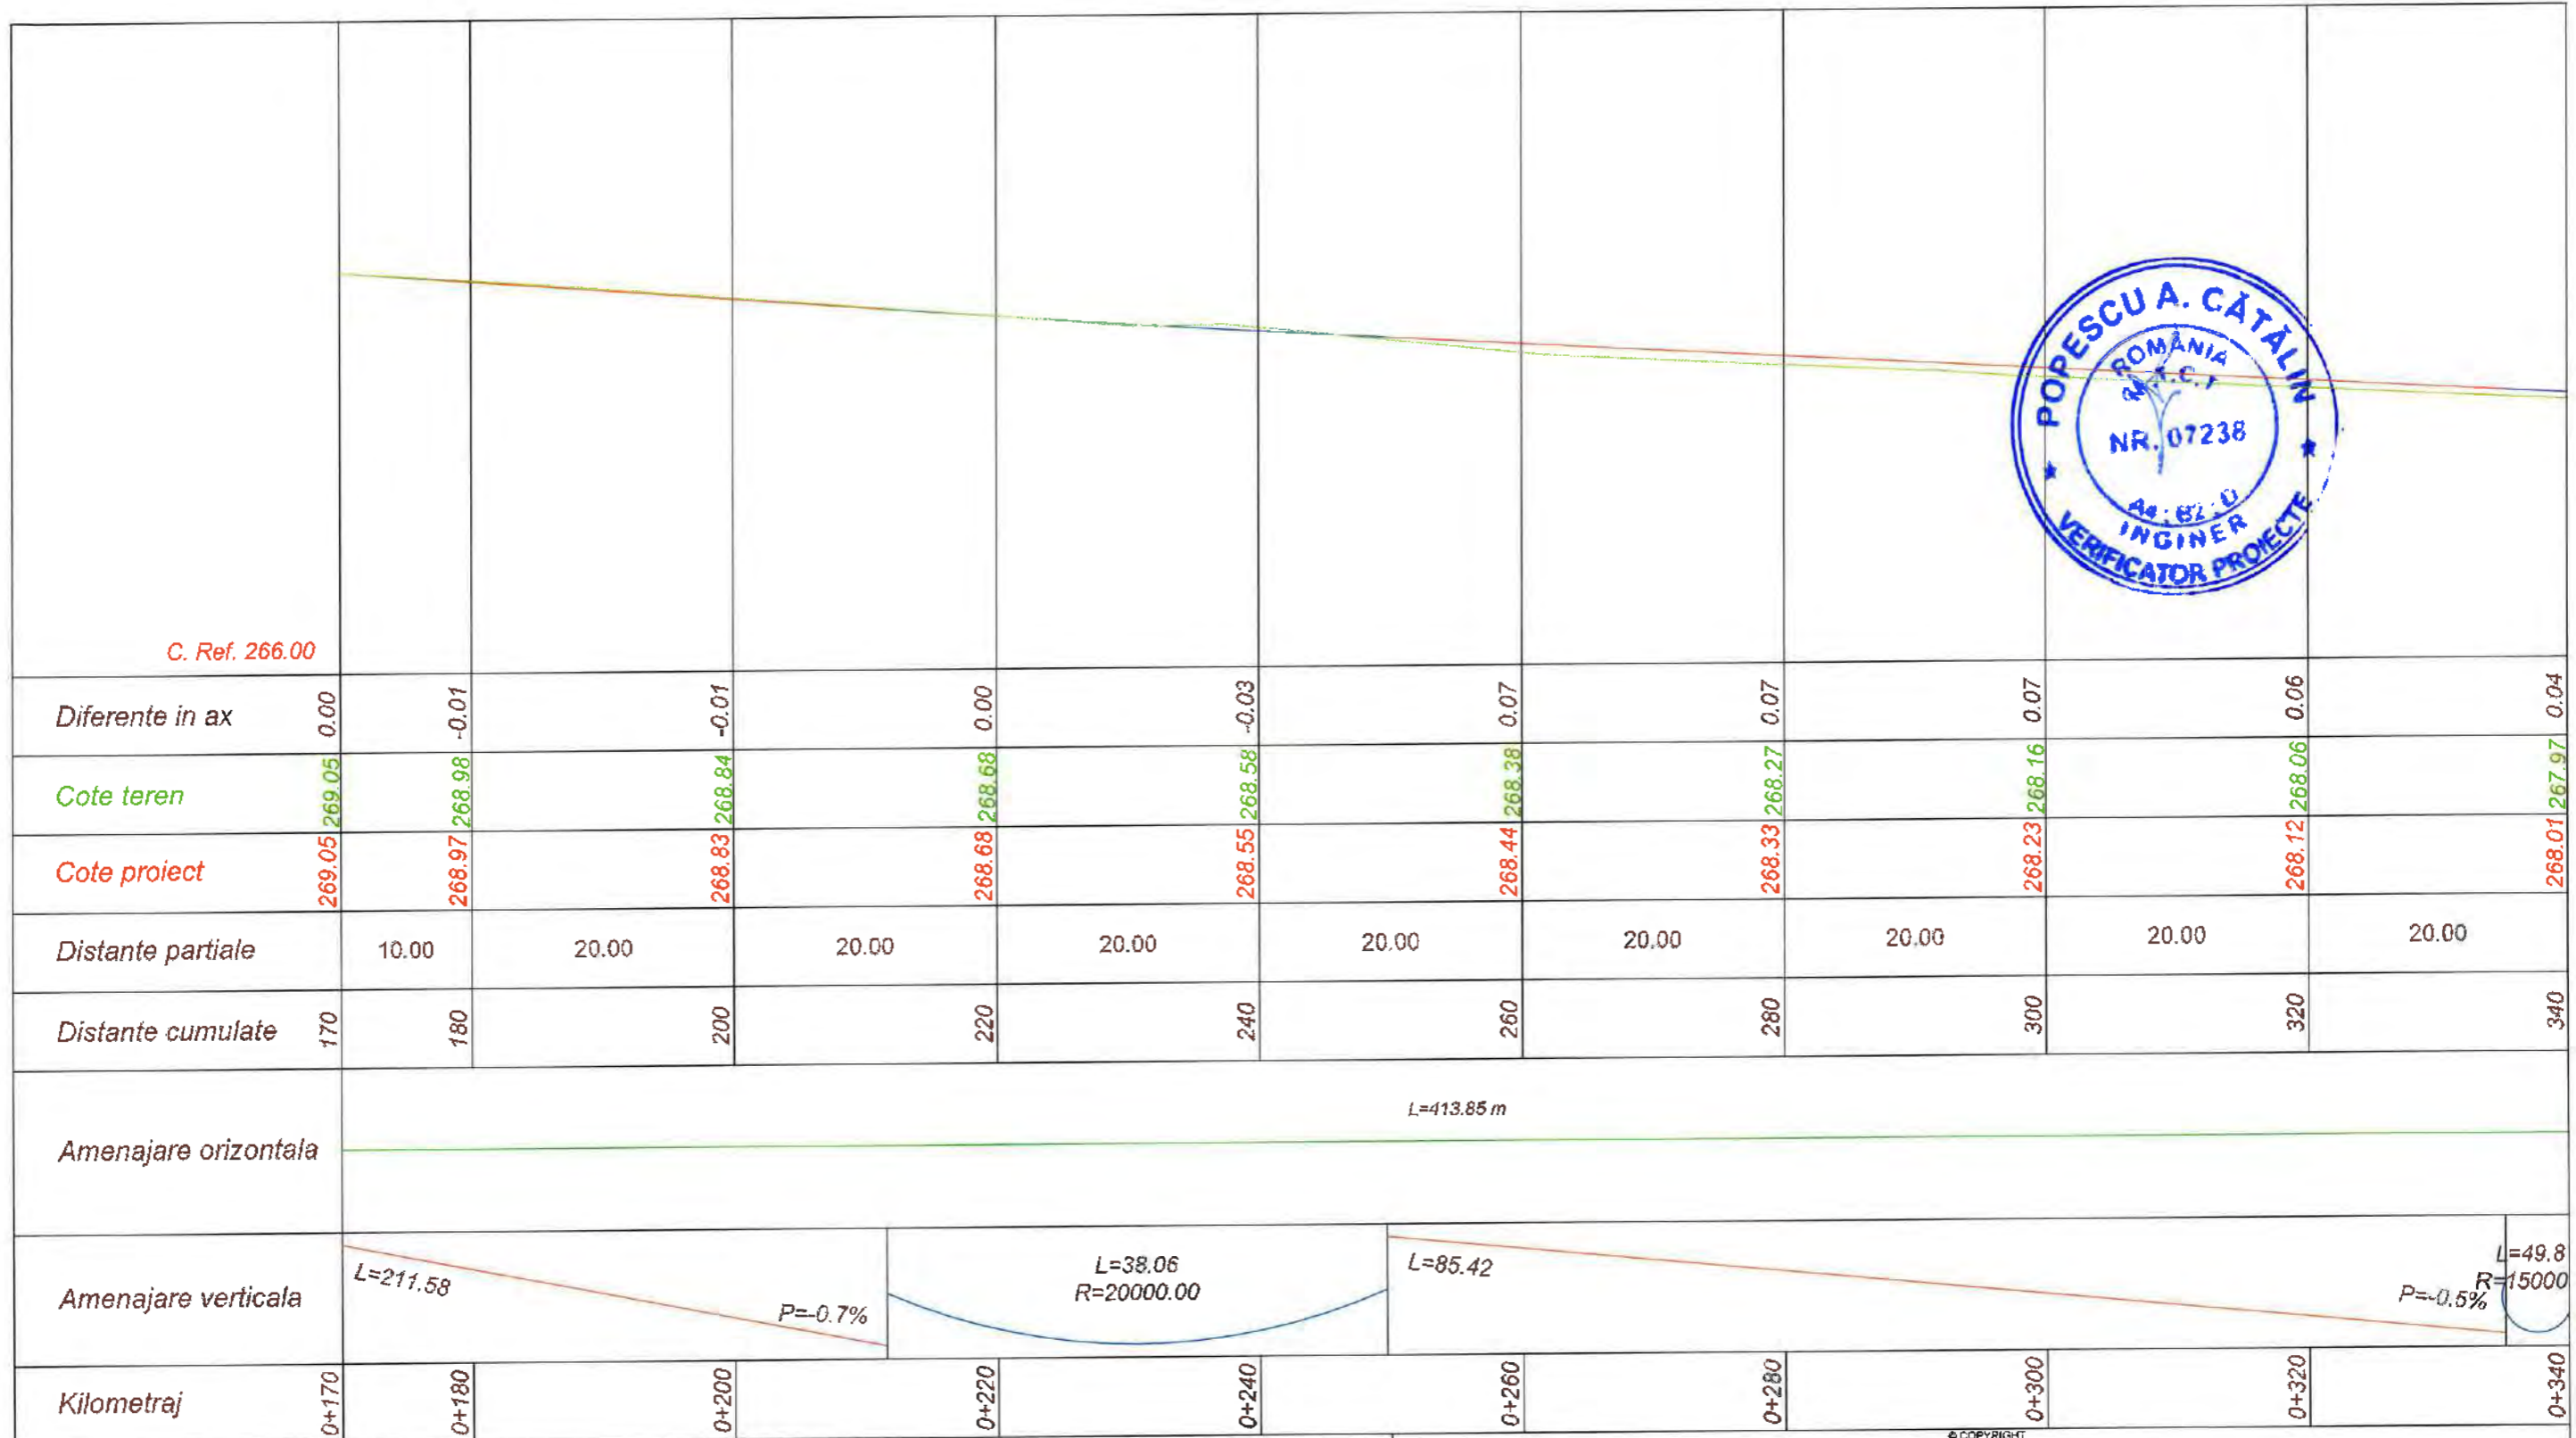 POPESCU A. CĂTĂLIN
ROMÂNIA
NR. 07238
INGINER
VERIFICATOR PROIECTE
C. Ref. 266.00
Diferente in ax 0.00 -0.01 -0.01 0.00 -0.03 0.07 0.07 0.07 0.06 0.04
Cote teren 269.05 268.98 268.84 268.68 268.58 268.38 268.27 268.16 268.06 267.97
Cote proiect 269.05 268.97 268.83 268.68 268.55 268.44 268.33 268.23 268.12 268.01
Distante partiale 10.00 20.00 20.00 20.00 20.00 20.00 20.00 20.00 20.00
Distante cumulate 170 180 200 220 240 260 280 300 320 340
L=413.85 m
Amenajare orizontala
Amenajare verticala
L=211.58
P=-0.7%
L=38.06
R=20000.00
L=85.42
P=-0.5%
L=49.8
R=15000
Kilometraj 0+170 0+180 0+200 0+220 0+240 0+260 0+280 0+300 0+320 0+340
© COPYRIGHT